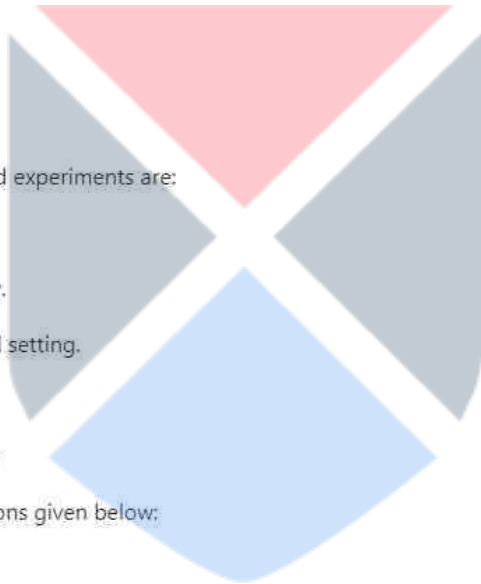 d experiments are:
.
setting.
ons given below: